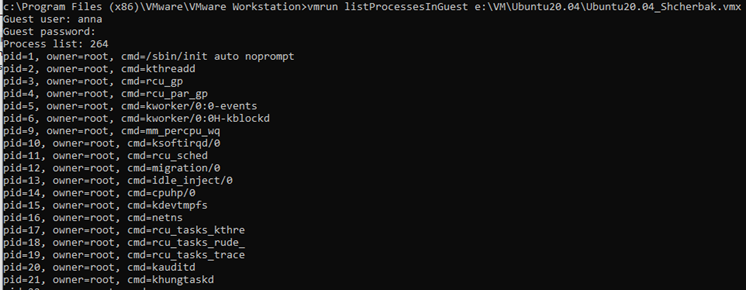 c:\Program Files (x86)\VMware\VMware Workstation>vmrun listProcessesInGuest e:\VM\Ubuntu20.04\Ubuntu20.04_Shcherbak.vmx
Guest user: anna
Guest password:
Process list: 264
pid=1, owner=root, cmd=/sbin/init auto noprompt
pid=2, owner=root, cmd=kthreadd
pid=3, owner=root, cmd=rcu_gp
pid=4, owner=root, cmd=rcu_par_gp
pid=5, owner=root, cmd=kworker/0:0-events
pid=6, owner=root, cmd=kworker/0:0H-kblockd
pid=9, owner=root, cmd=mm_percpu_wq
pid=10, owner=root, cmd=ksoftirqd/0
pid=11, owner=root, cmd=rcu_sched
pid=12, owner=root, cmd=migration/0
pid=13, owner=root, cmd=idle_inject/0
pid=14, owner=root, cmd=cpuhp/0
pid=15, owner=root, cmd=kdevtmpfs
pid=16, owner=root, cmd=netns
pid=17, owner=root, cmd=rcu_tasks_kthre
pid=18, owner=root, cmd=rcu_tasks_rude_
pid=19, owner=root, cmd=rcu_tasks_trace
pid=20, owner=root, cmd=kauditd
pid=21, owner=root, cmd=khungtaskd